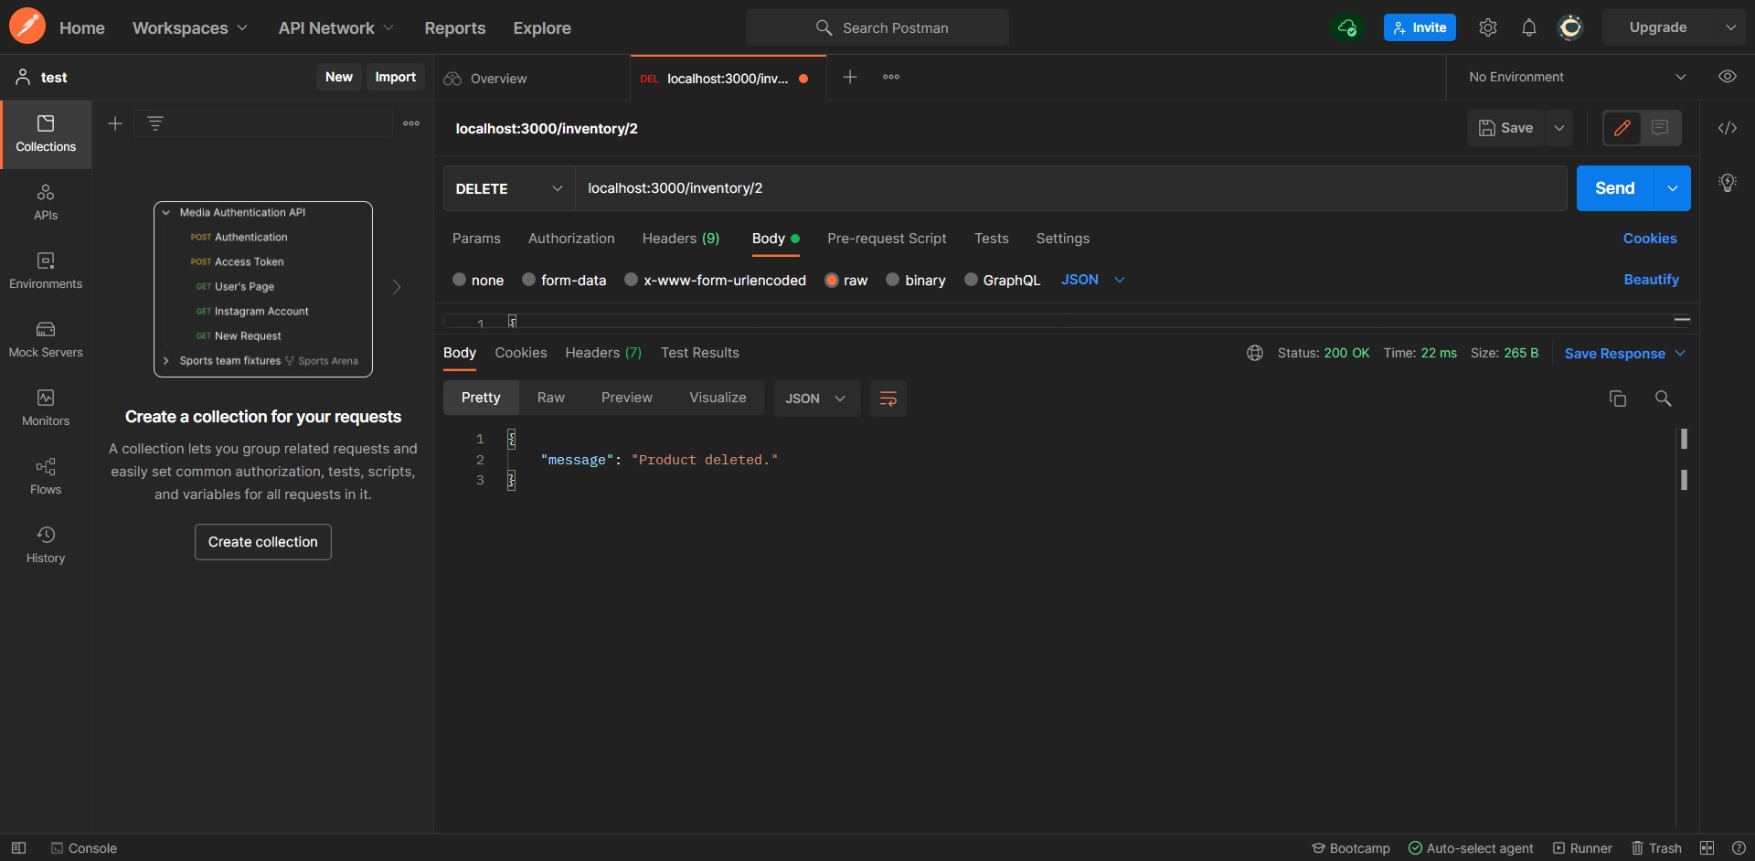 Home Workspaces API Network Reports Explore Search Postman Invite Upgrade
test New Import Overview DEL localhost:3000/inv... No Environment
localhost:3000/inventory/2 Save
Collections
APIs
Environments
Mock Servers
Monitors
Flows
History
Media Authentication API
POST Authentication
POST Access Token
GET User's Page
GET Instagram Account
GET New Request
Sports team fixtures Sports Arena
Create a collection for your requests
A collection lets you group related requests and
easily set common authorization, tests, scripts,
and variables for all requests in it.
Create collection
DELETE localhost:3000/inventory/2 Send
Params Authorization Headers (9) Body Pre-request Script Tests Settings Cookies
none form-data x-www-form-urlencoded raw binary GraphQL JSON Beautify
1 {
Body Cookies Headers (7) Test Results Status: 200 OK Time: 22 ms Size: 265 B Save Response
Pretty Raw Preview Visualize JSON
1 {
2 "message": "Product deleted."
3 }
Console Bootcamp Auto-select agent Runner Trash